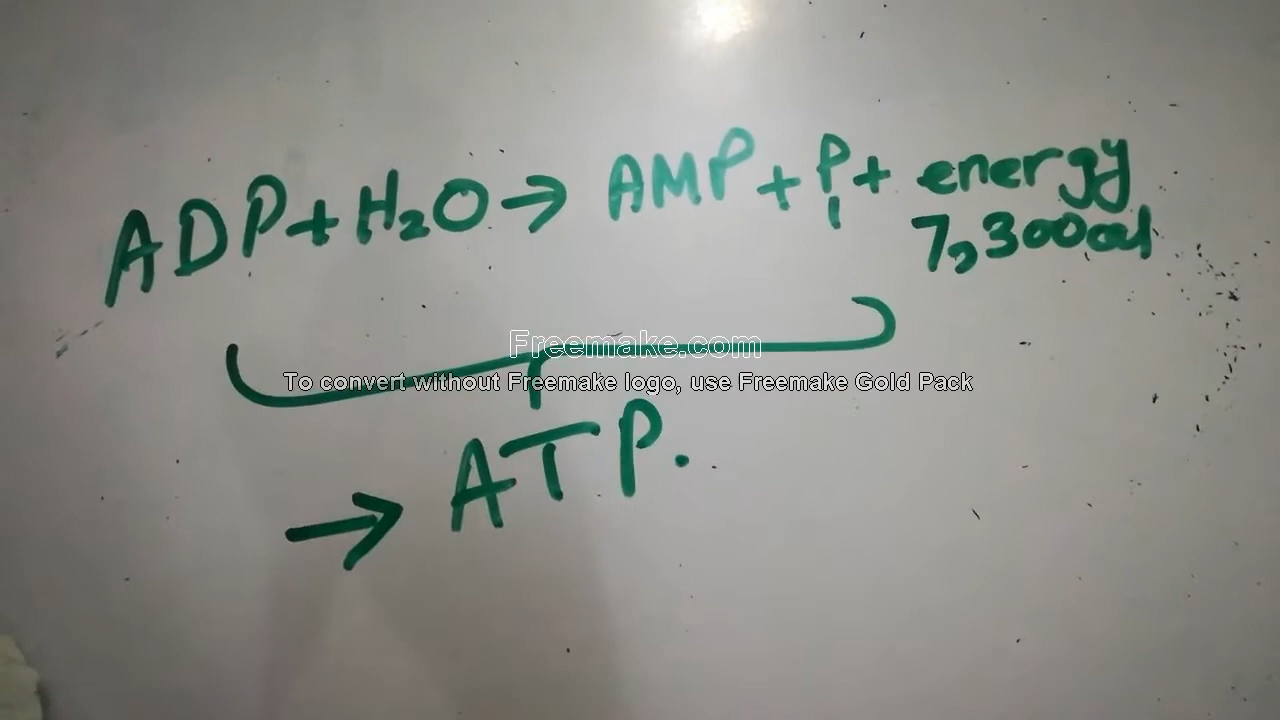 ADP + H₂O → AMP + Pi + energy
7,300cal
Freemake.com
To convert without Freemake logo, use Freemake Gold Pack
→ ATP.